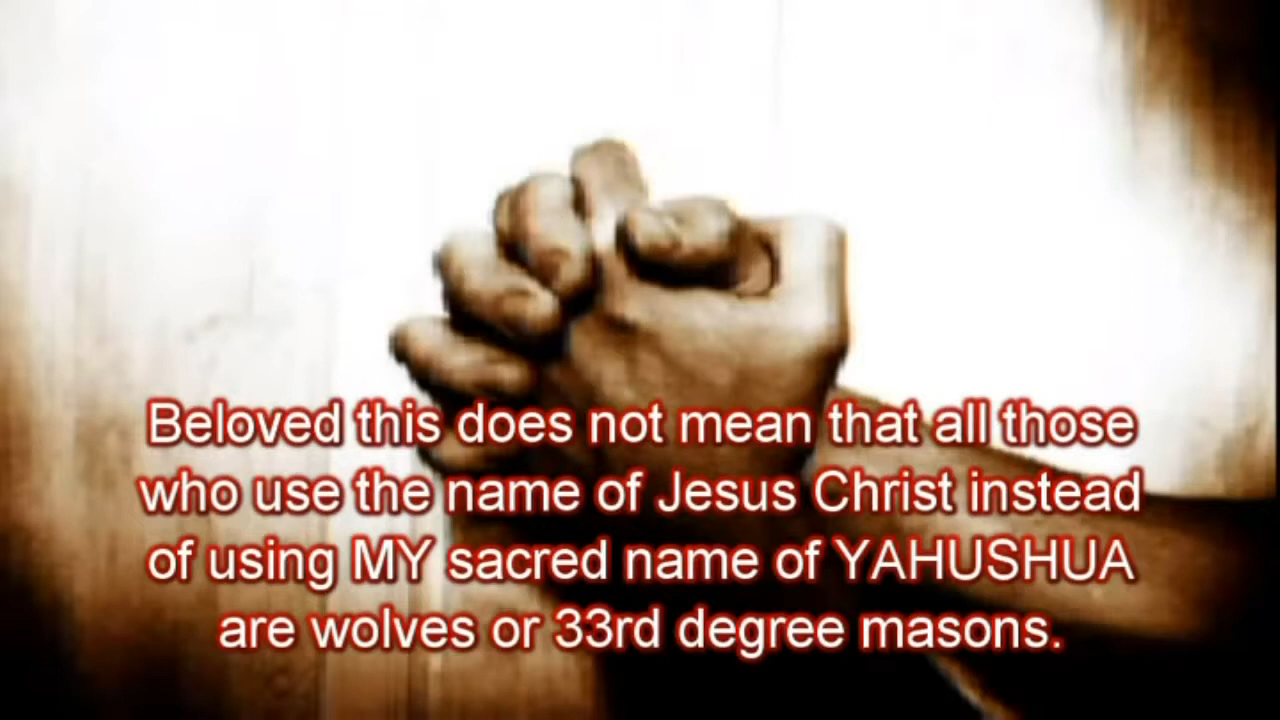 Beloved this does not mean that all those
who use the name of Jesus Christ instead
of using MY sacred name of YAHUSHUA
are wolves or 33rd degree masons.